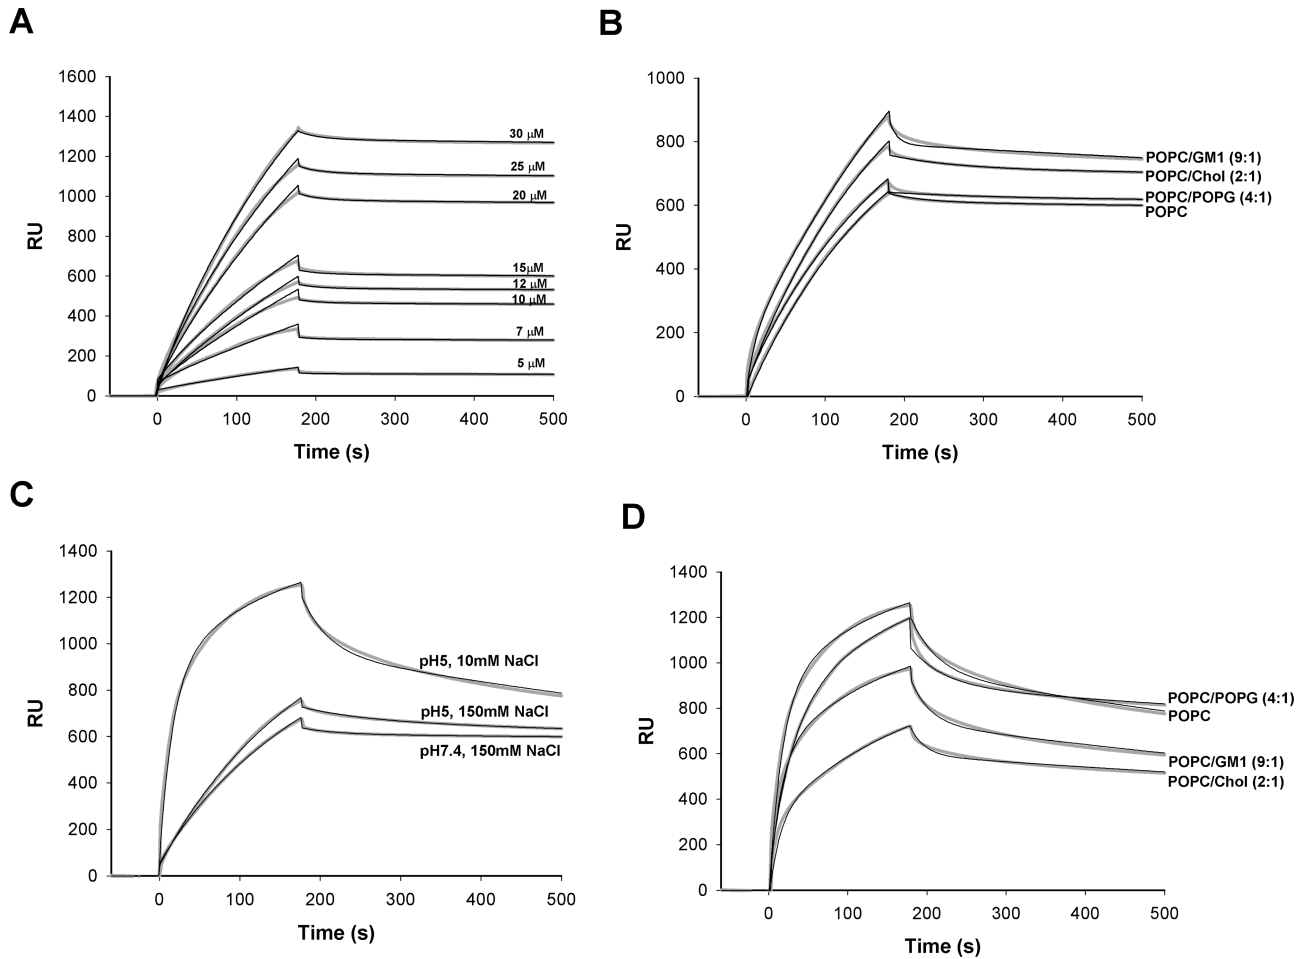 A
1600
1400
1200
1000
800
600
400
200
0
RU
30 μM
25 μM
20 μM
15μM
12 μM
10 μM
7 μM
5 μM
0 100 200 300 400 500
Time (s)
B
1000
800
600
400
200
0
RU
POPC/GM1 (9:1)
POPC/Chol (2:1)
POPC/POPG (4:1)
POPC
0 100 200 300 400 500
Time (s)
C
1400
1200
1000
800
600
400
200
0
RU
pH5, 10mM NaCl
pH5, 150mM NaCl
pH7.4, 150mM NaCl
0 100 200 300 400 500
Time (s)
D
1400
1200
1000
800
600
400
200
0
RU
POPC/POPG (4:1)
POPC
POPC/GM1 (9:1)
POPC/Chol (2:1)
0 100 200 300 400 500
Time (s)